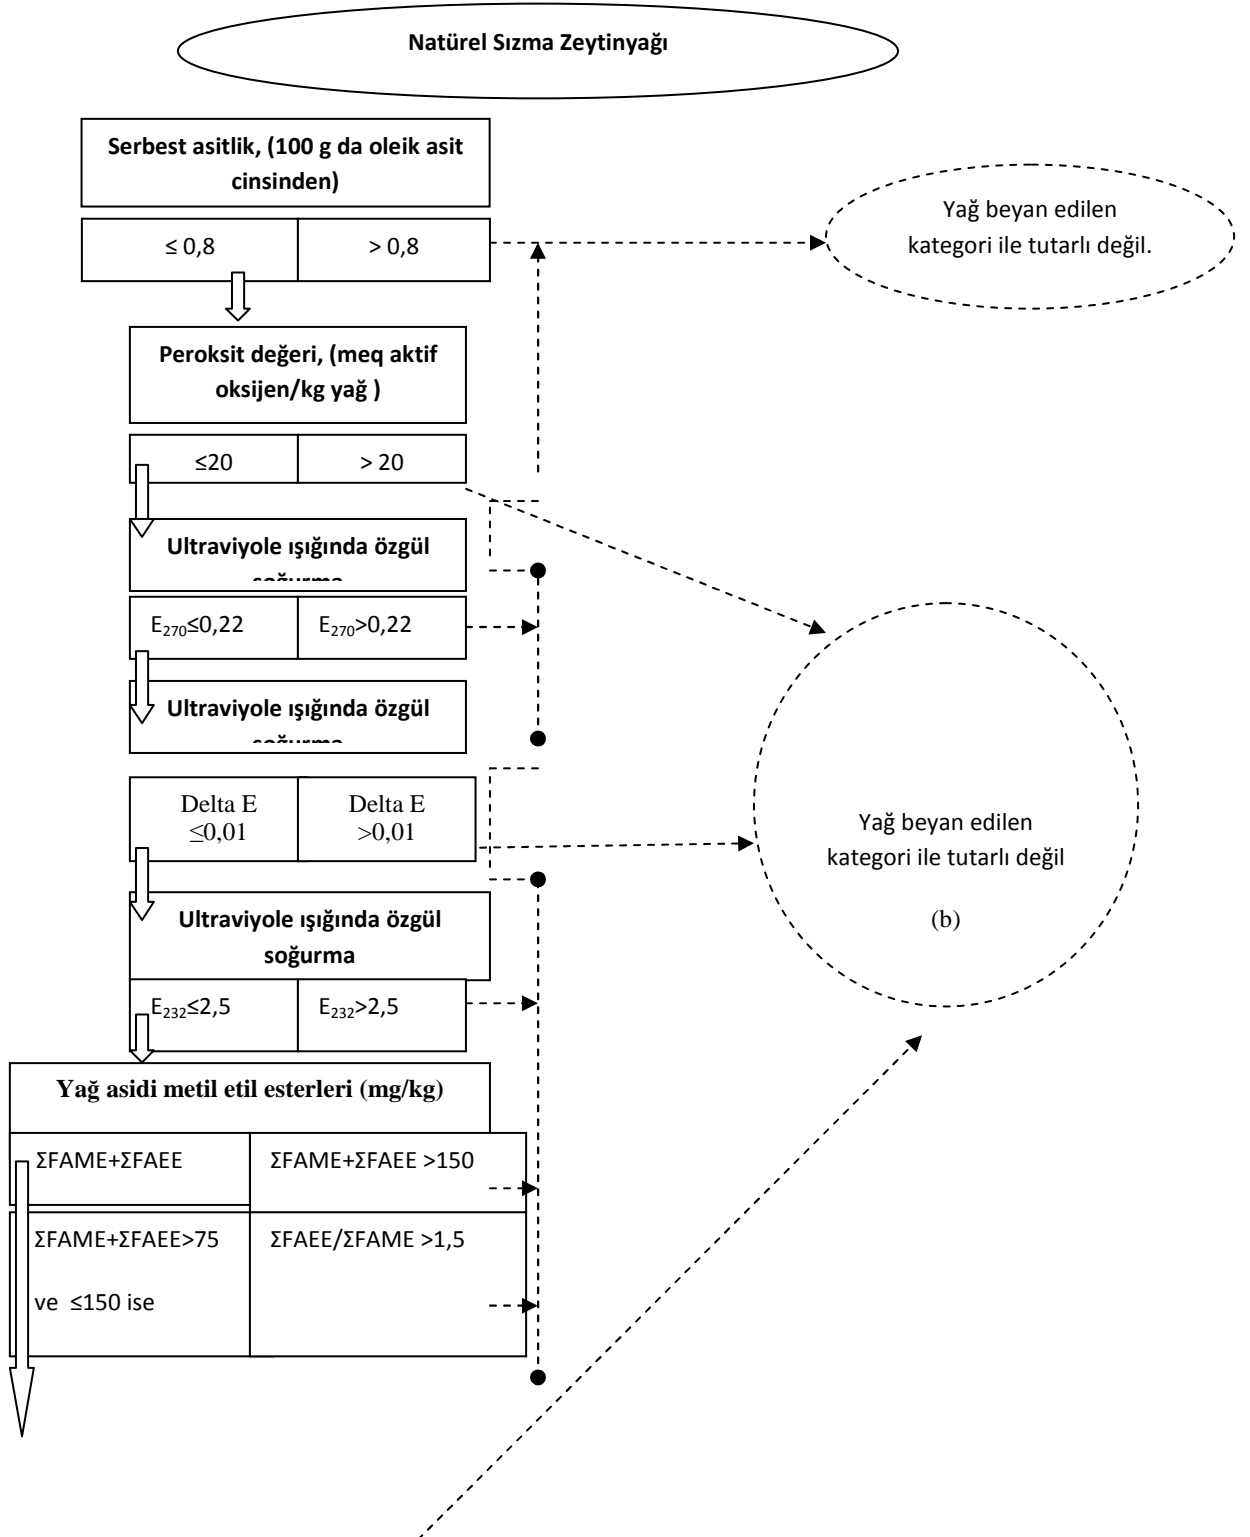 Natürel Sızma Zeytinyağı
Serbest asitlik, (100 g da oleik asit
cinsinden)
≤ 0,8
> 0,8
Yağ beyan edilen
kategori ile tutarlı değil.
Peroksit değeri, (meq aktif
oksijen/kg yağ )
≤20
> 20
Ultraviyole ışığında özgül
E₂₇₀≤0,22
E₂₇₀>0,22
Ultraviyole ışığında özgül
Delta E
≤0,01
Delta E
>0,01
Yağ beyan edilen
kategori ile tutarlı değil
(b)
Ultraviyole ışığında özgül
soğurma
E₂₃₂≤2,5
E₂₃₂>2,5
Yağ asidi metil etil esterleri (mg/kg)
ΣFAME+ΣFAEE
ΣFAME+ΣFAEE >150
ΣFAME+ΣFAEE>75
ve ≤150 ise
ΣFAEE/ΣFAME >1,5